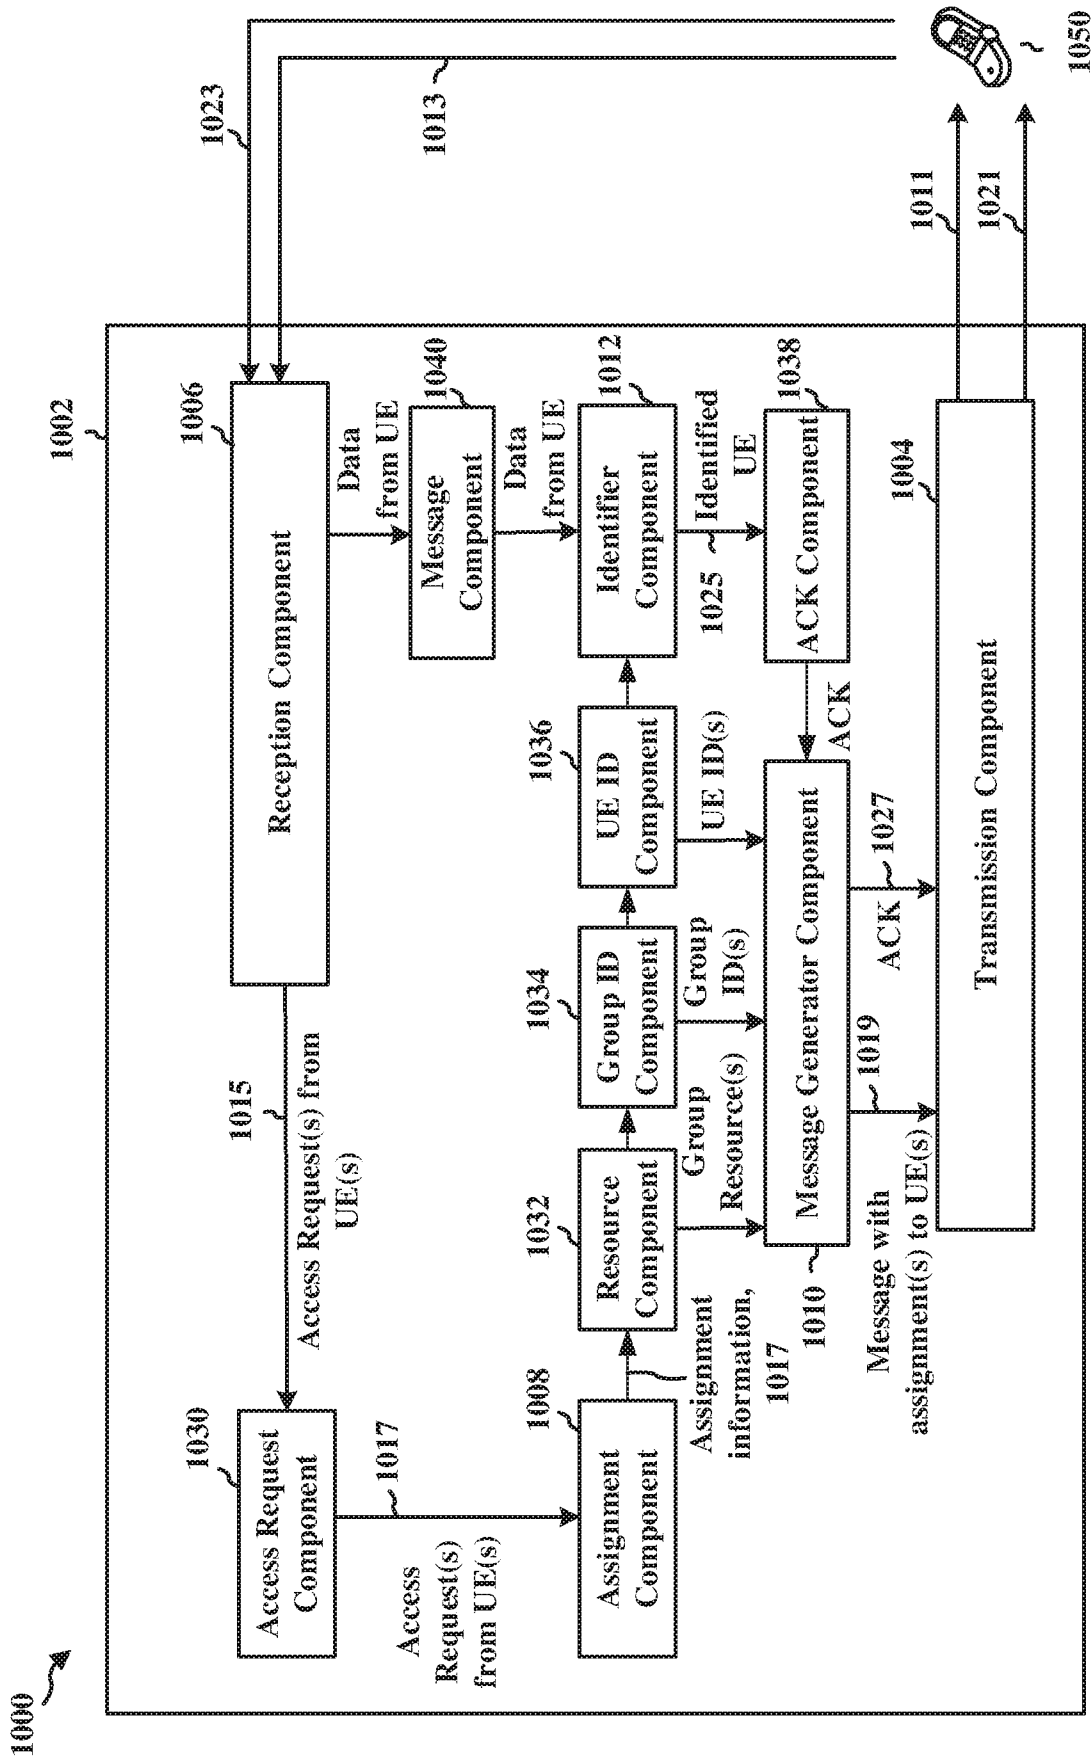 1000
1002
1023
1013
1015
Access Request(s) from
UE(s)
1030
Access Request
Component
1006
Reception Component
1017
Access
Request(s)
from UE(s)
Data
from UE
1040
Message
Component
Data
from UE
1008
Assignment
Component
Assignment
information,
1017
1032
Resource
Component
Group
Resource(s)
1034
Group ID
Component
Group
ID(s)
1036
UE ID
Component
UE ID(s)
1012
Identifier
Component
1025
Identified
UE
1038
ACK Component
ACK
1010
Message Generator Component
Message with
assignment(s) to UE(s)
1019
ACK
1027
1004
Transmission Component
1011
1021
1050